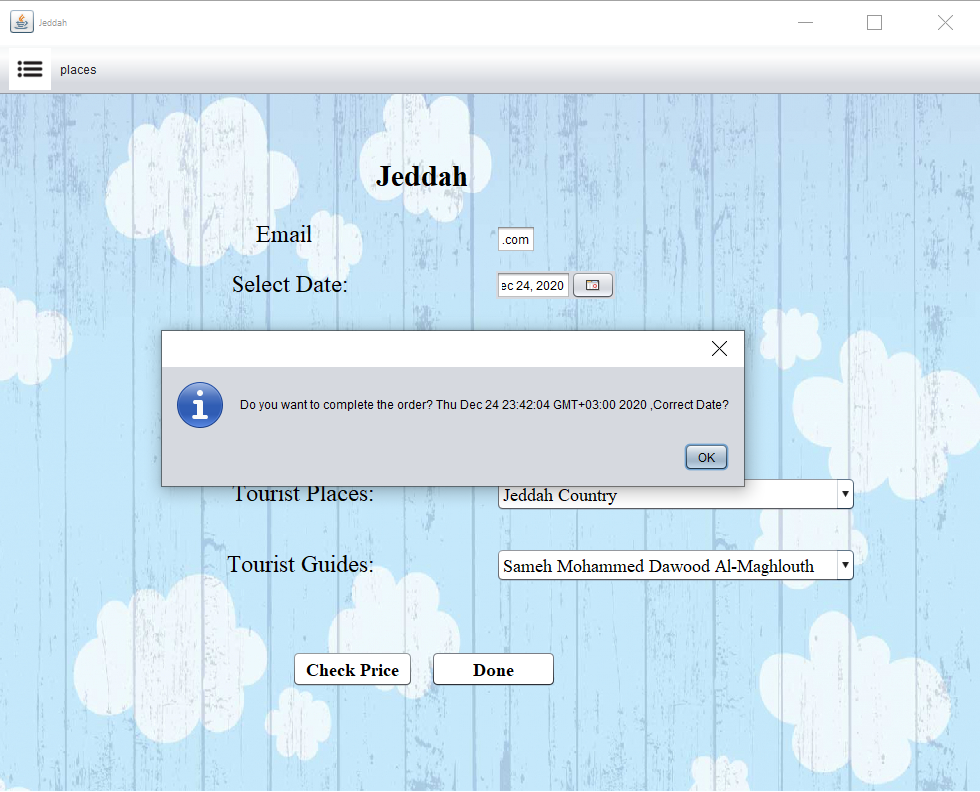 Jeddah
places
Jeddah
Email
.com
Select Date:
ec 24, 2020
Do you want to complete the order? Thu Dec 24 23:42:04 GMT+03:00 2020 ,Correct Date?
OK
Tourist Places:
Jeddah Country
Tourist Guides:
Sameh Mohammed Dawood Al-Maghlouth
Check Price
Done